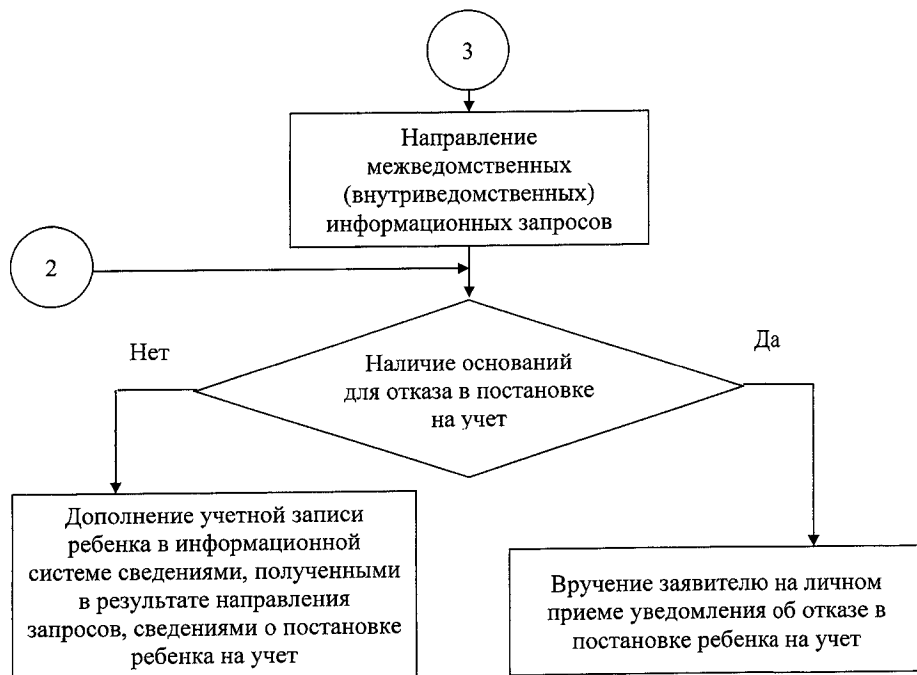 3
Направление
межведомственных
(внутриведомственных)
информационных запросов
2
Нет
Да
Наличие оснований
для отказа в постановке
на учет
Дополнение учетной записи
ребенка в информационной
системе сведениями, полученными
в результате направления
запросов, сведениями о постановке
ребенка на учет
Вручение заявителю на личном
приеме уведомления об отказе в
постановке ребенка на учет